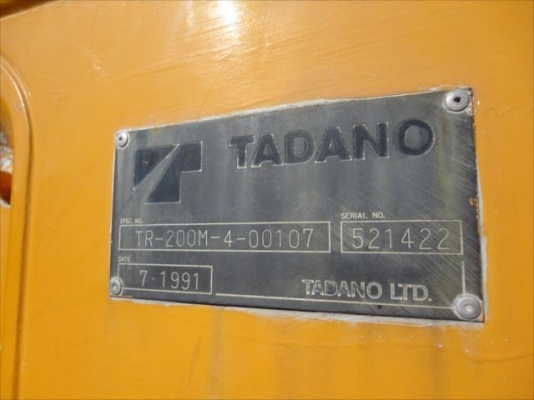 TADANO
SPEC. NO. SERIAL NO.
TR-200M-4-00107 521422
DATE
7·1991 TADANO LTD.